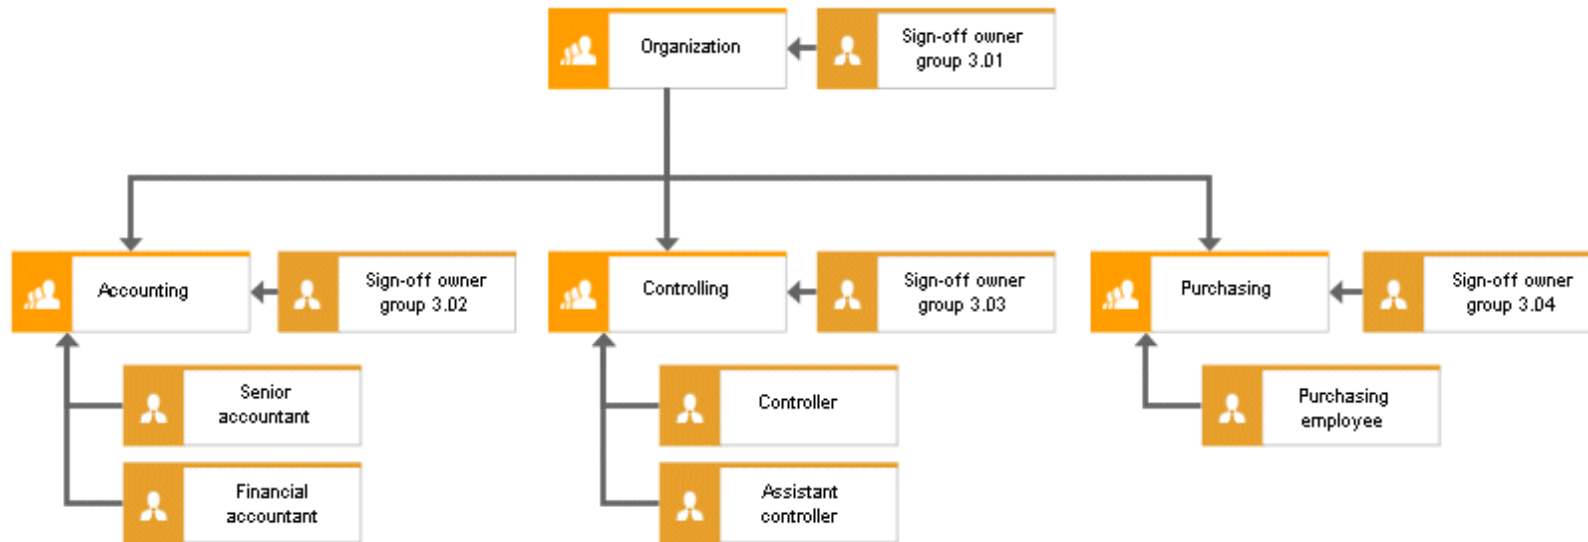 Organization
Sign-off owner
group 3.01
Accounting
Sign-off owner
group 3.02
Controlling
Sign-off owner
group 3.03
Purchasing
Sign-off owner
group 3.04
Senior
accountant
Controller
Purchasing
employee
Financial
accountant
Assistant
controller